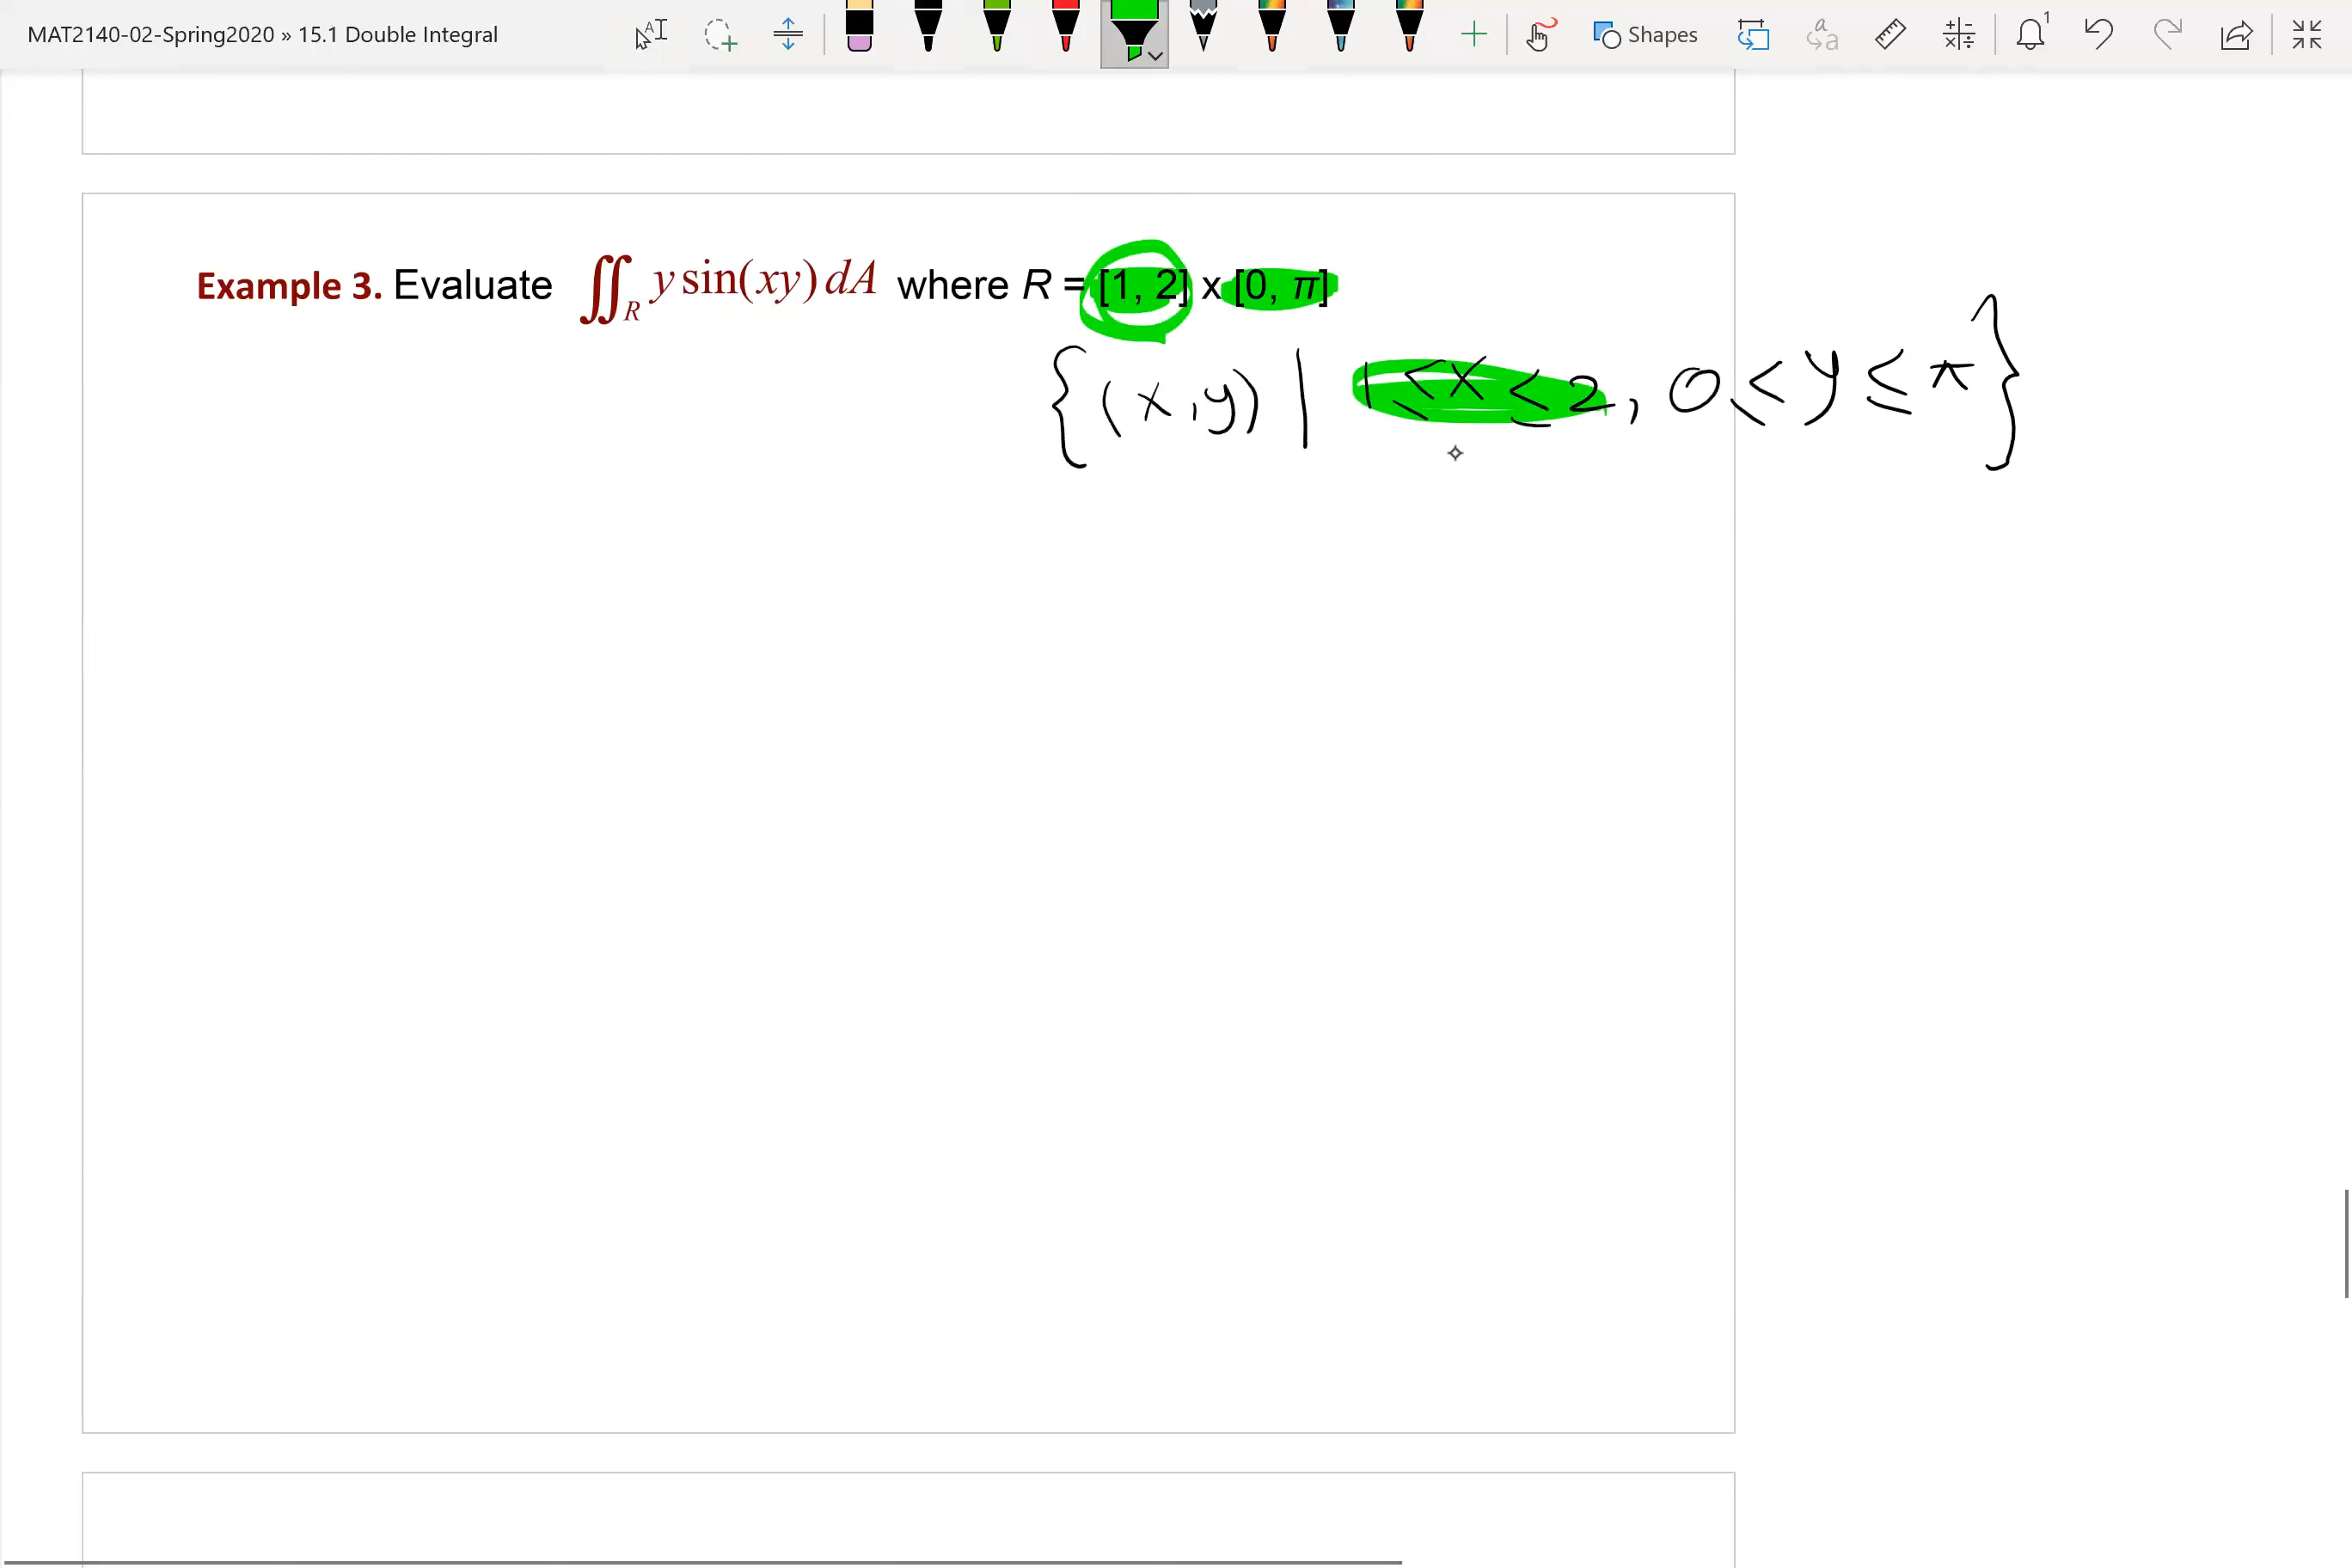 MAT2140-02-Spring2020 » 15.1 Double Integral
Shapes
1
Example 3. Evaluate ∬_R y sin(xy) dA where R = [1, 2] x [0, π]
{(x,y) | 1≤x≤2, 0≤y≤π}